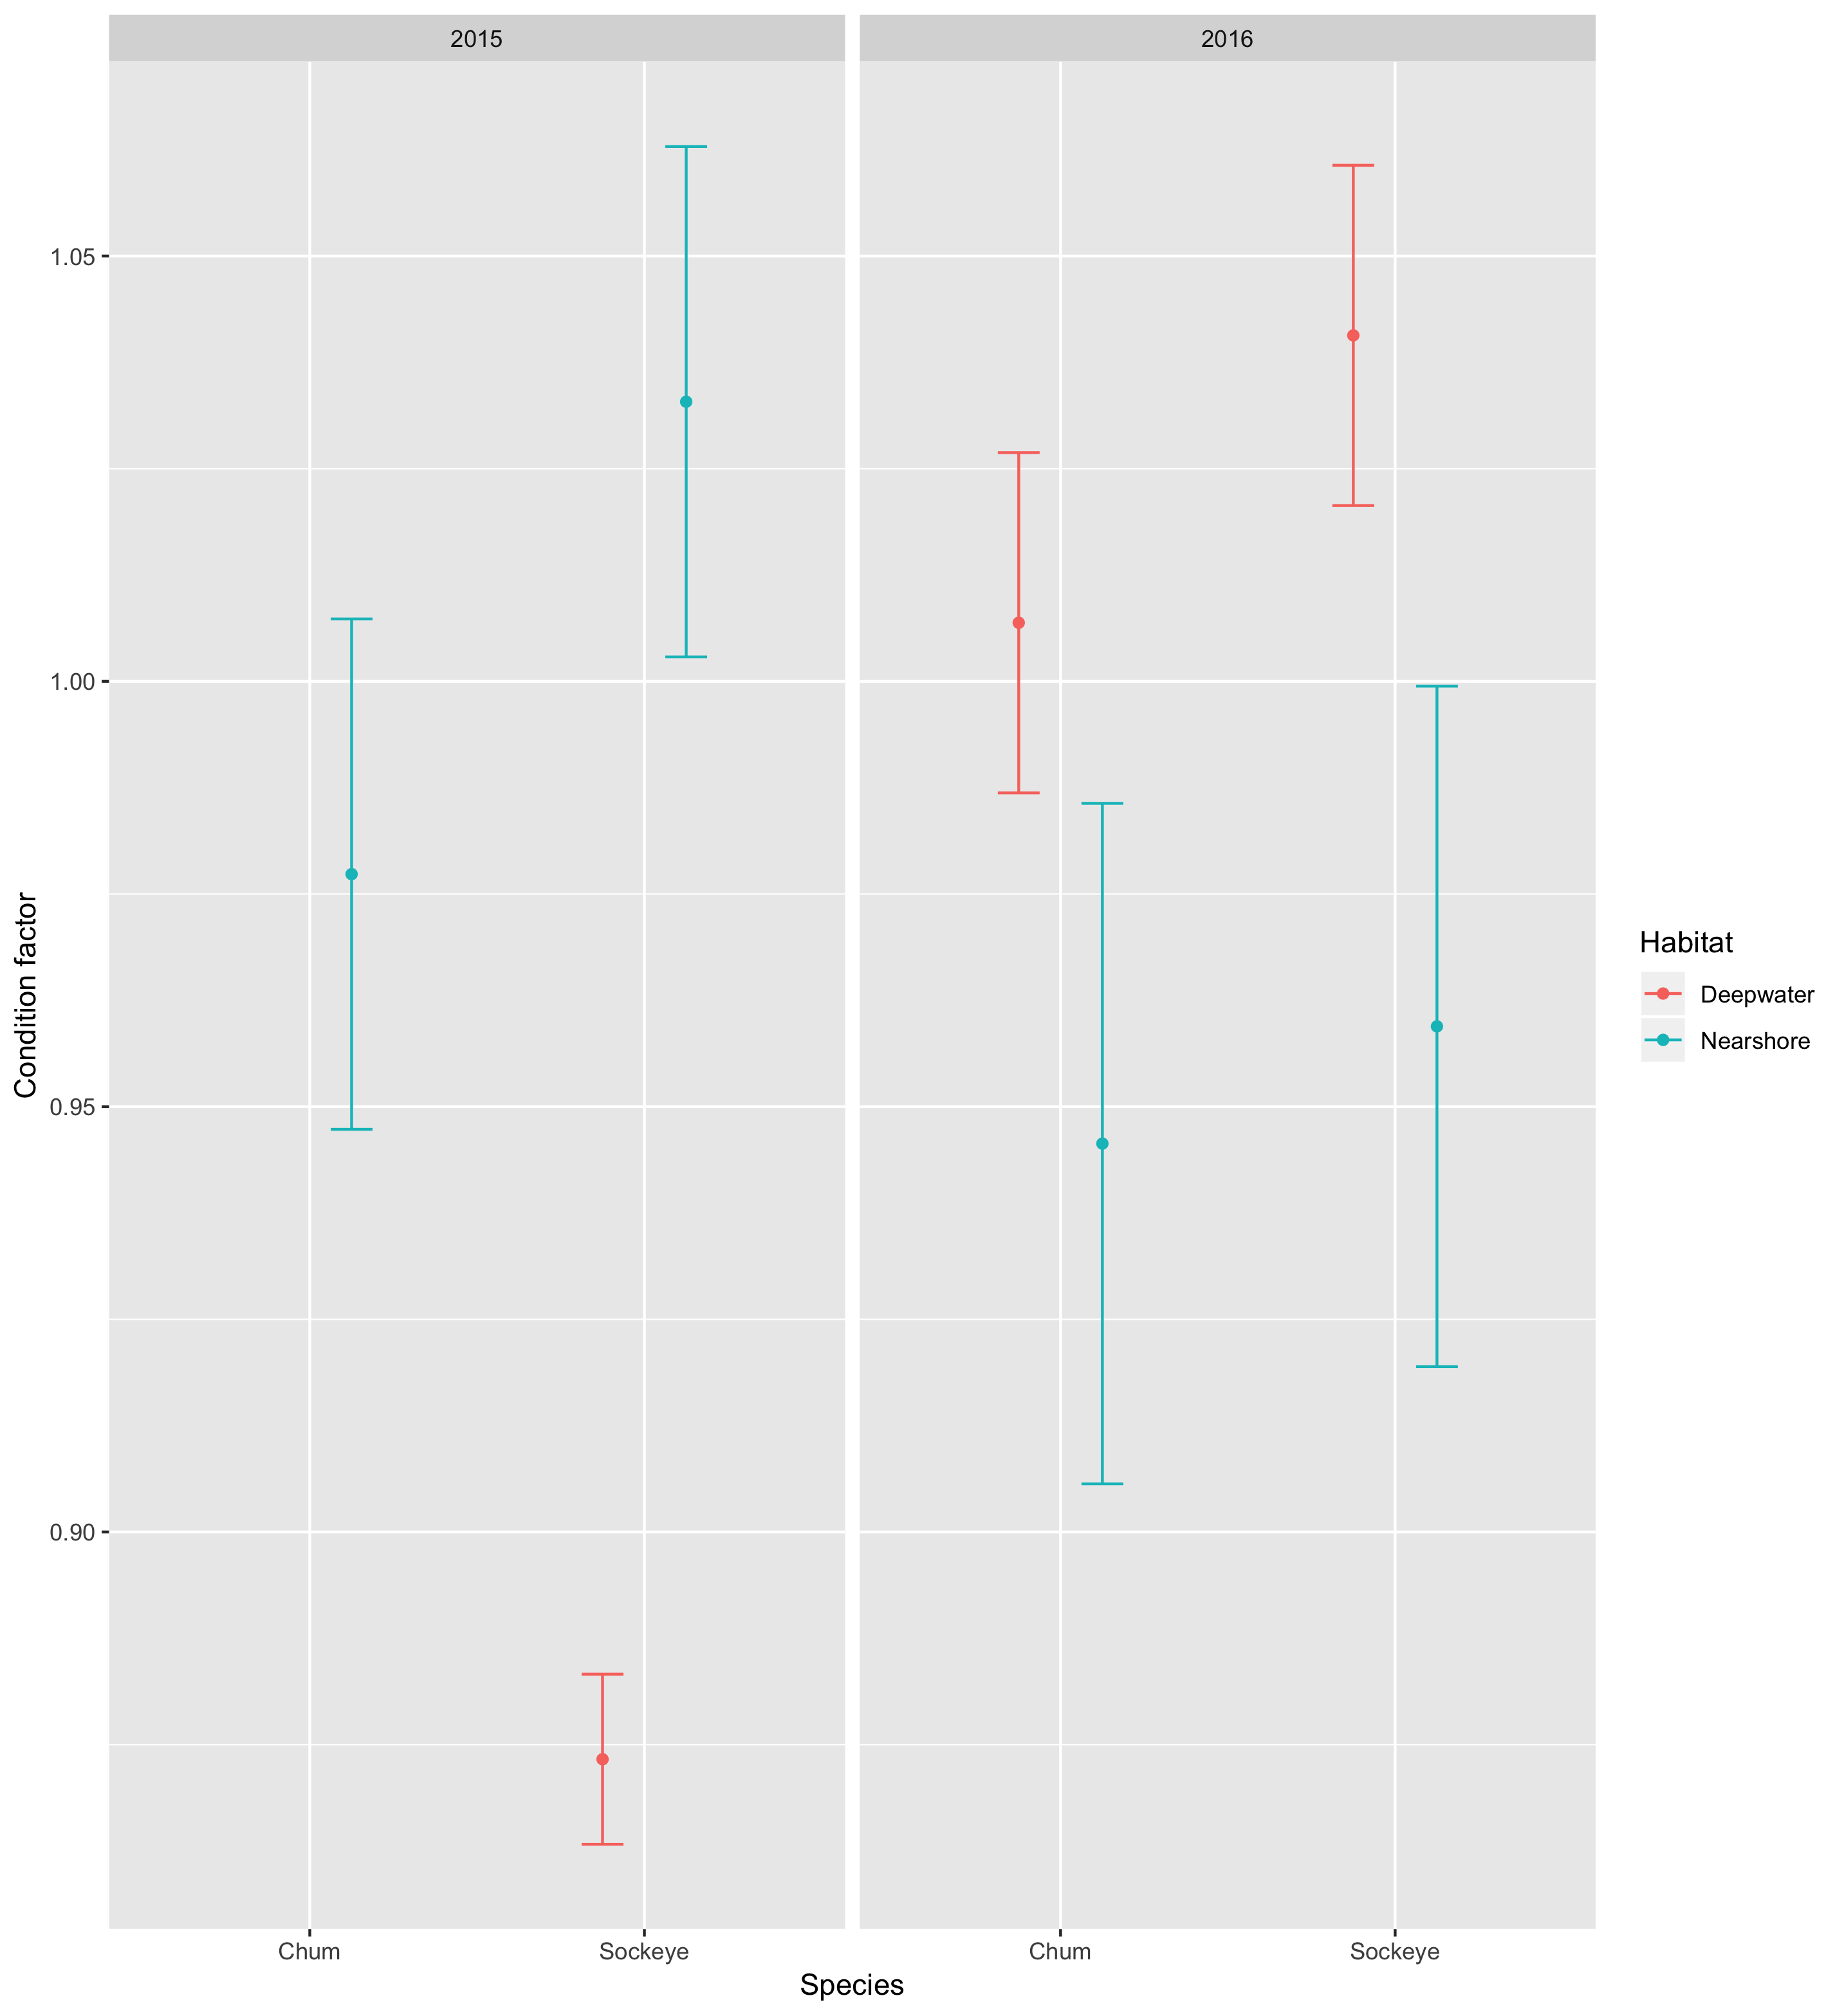 2015
2016
1.05
1.00
0.95
0.90
Condition factor
Chum
Sockeye
Chum
Sockeye
Species
Habitat
Deepwater
Nearshore